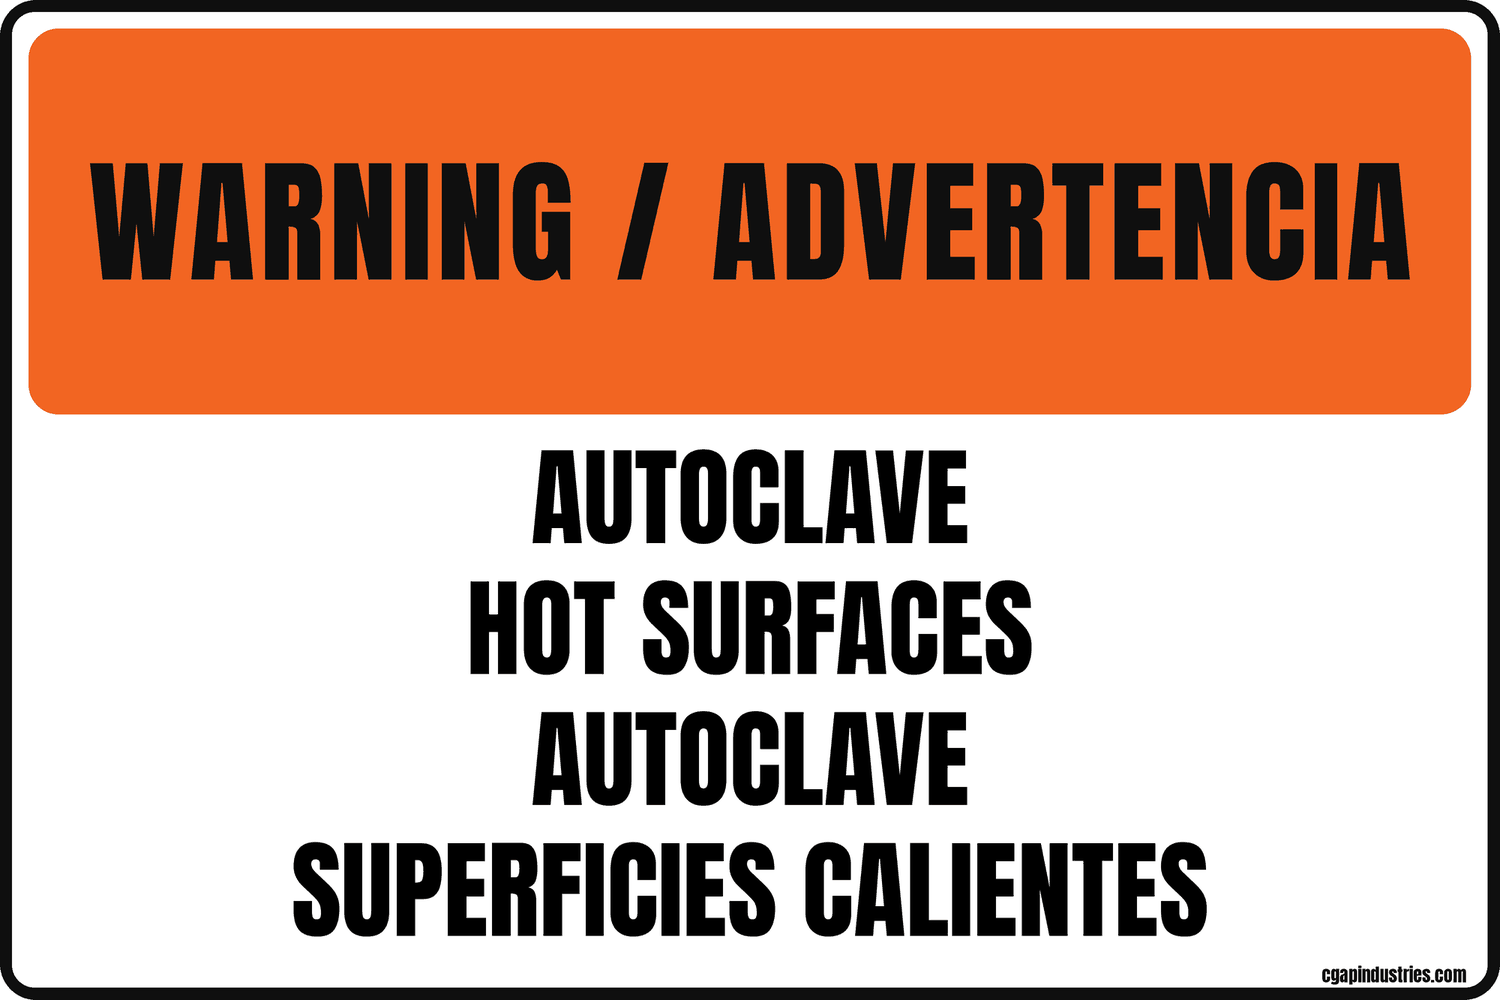 WARNING / ADVERTENCIA
AUTOCLAVE
HOT SURFACES
AUTOCLAVE
SUPERFICIES CALIENTES
cgapindustries.com